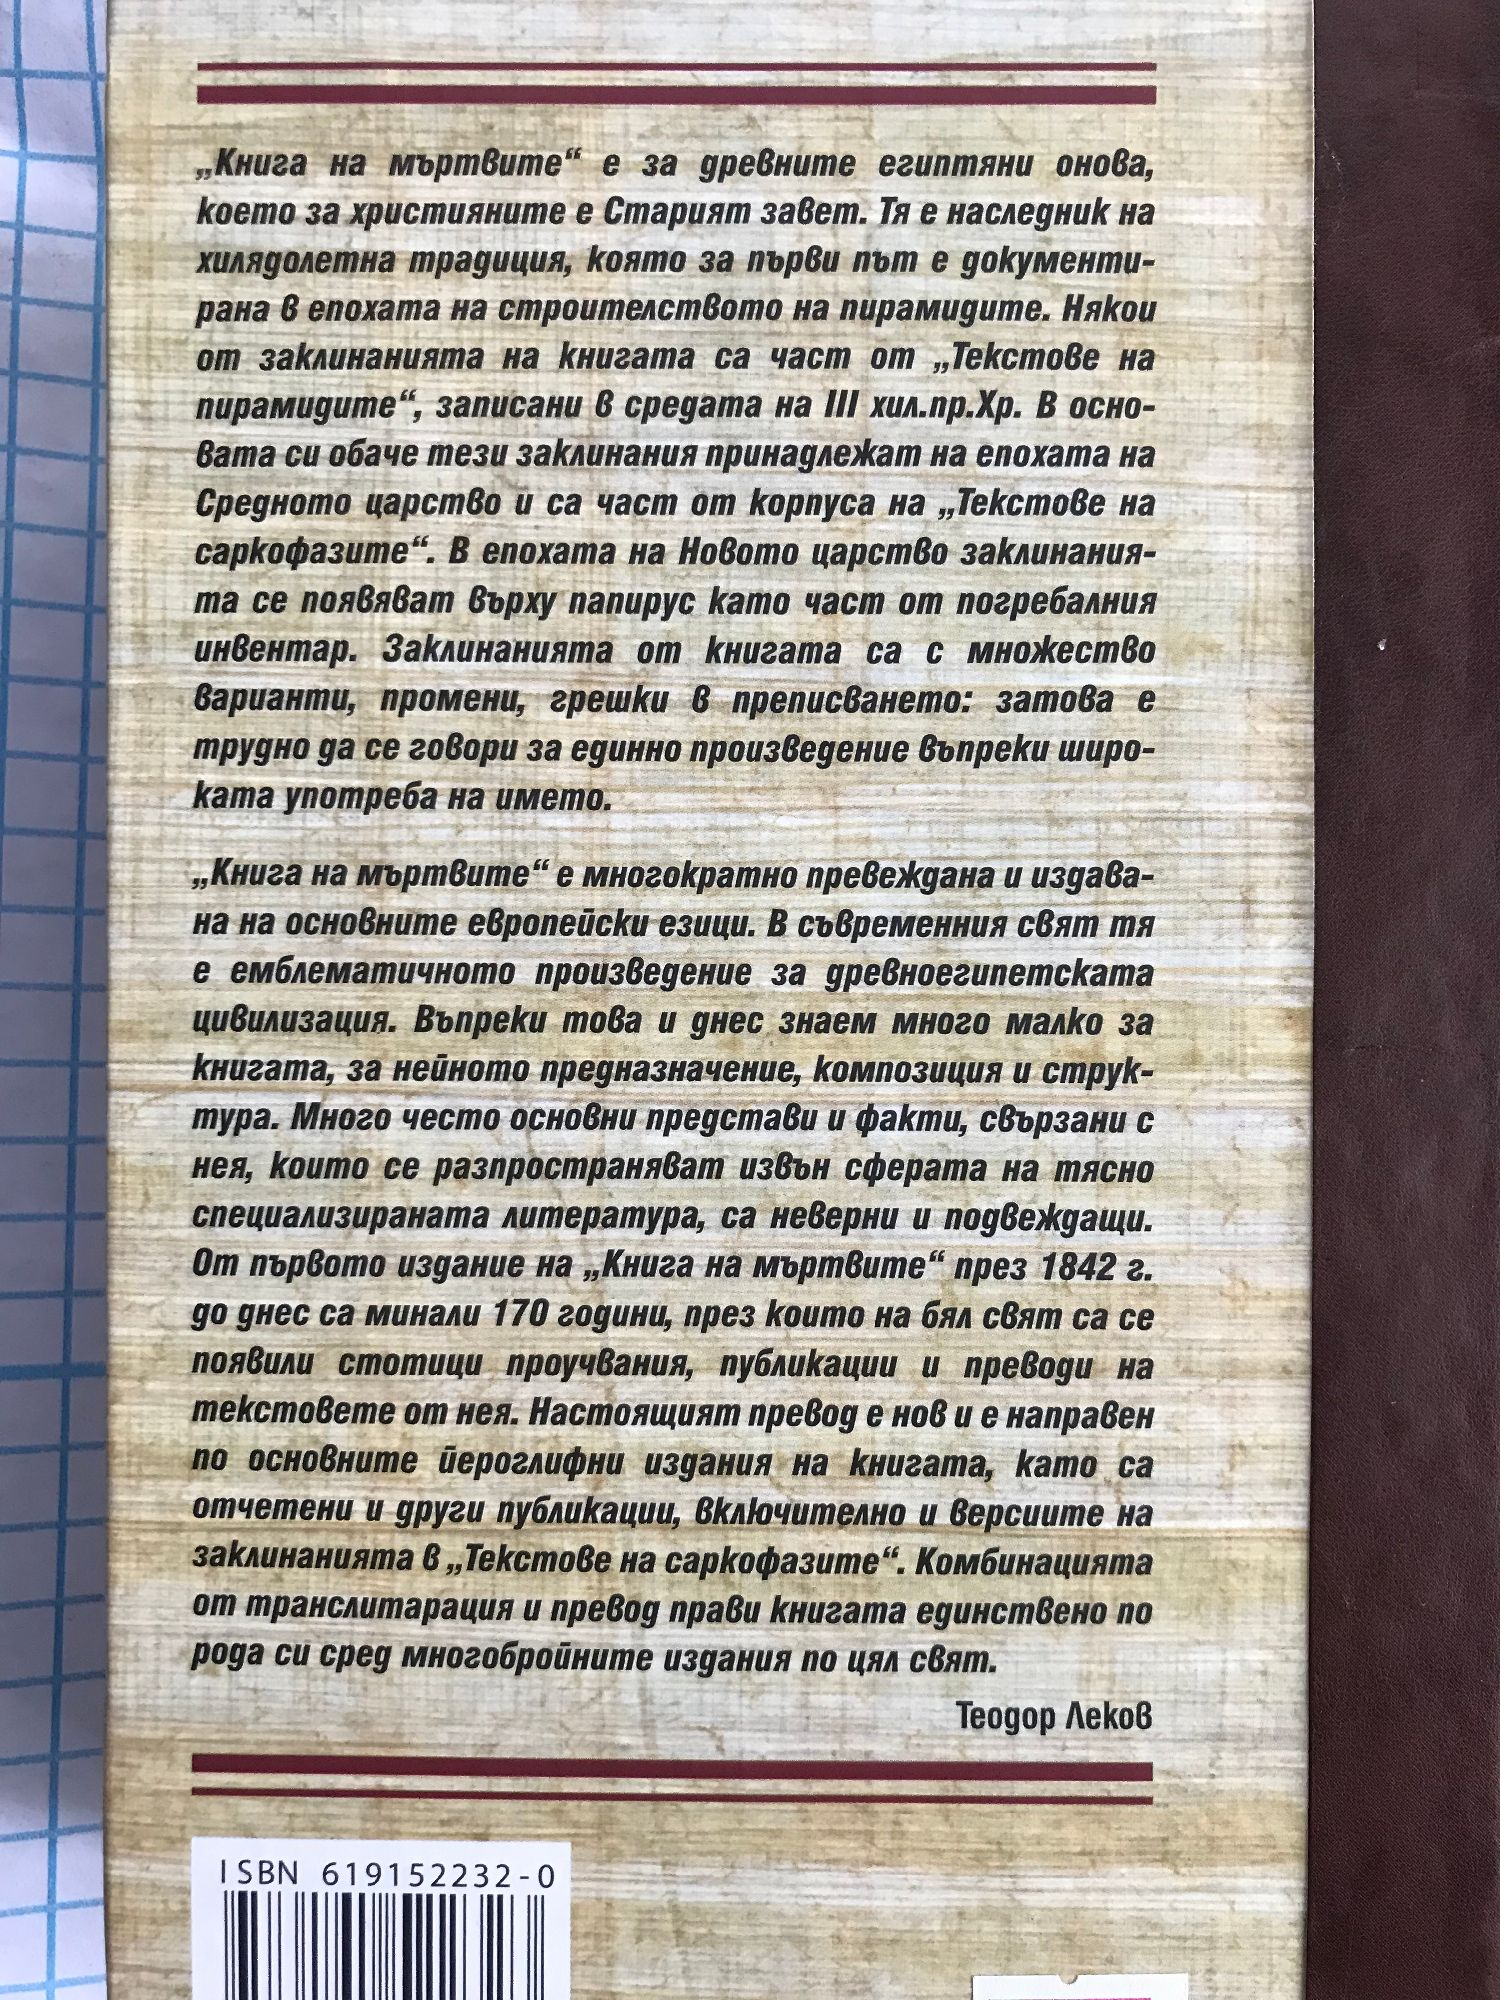 „Книга на мъртвите“ е за древните египтяни онова,
което за християните е Старият завет. Тя е наследник на
хилядолетна традиция, която за първи път е документи-
рана в епохата на строителството на пирамидите. Някои
от заклинанията на книгата са част от „Текстове на
пирамидите“, записани в средата на III хил.пр.Хр. В осно-
вата си обаче тези заклинания принадлежат на епохата на
Средното царство и са част от корпуса на „Текстове на
саркофазите“. В епохата на Новото царство заклинания-
та се появяват върху папирус като част от погребалния
инвентар. Заклинанията от книгата са с множество
варианти, промени, грешки в преписването: затова е
трудно да се говори за единно произведение въпреки широ-
ката употреба на името.
„Книга на мъртвите“ е многократно превеждана и издава-
на на основните европейски езици. В съвременния свят тя
е емблематичното произведение за древноегипетската
цивилизация. Въпреки това и днес знаем много малко за
книгата, за нейното предназначение, композиция и струк-
тура. Много често основни представи и факти, свързани с
нея, които се разпространяват извън сферата на тясно
специализираната литература, са неверни и подвеждащи.
От първото издание на „Книга на мъртвите“ през 1842 г.
до днес са минали 170 години, през които на бял свят са се
появили стотици проучвания, публикации и преводи на
текстовете от нея. Настоящият превод е нов и е направен
по основните йероглифни издания на книгата, като са
отчетени и други публикации, включително и версиите на
заклинанията в „Текстове на саркофазите“. Комбинацията
от транслитарация и превод прави книгата единствено по
рода си сред многобройните издания по цял свят.
Теодор Леков
ISBN 619152232-0